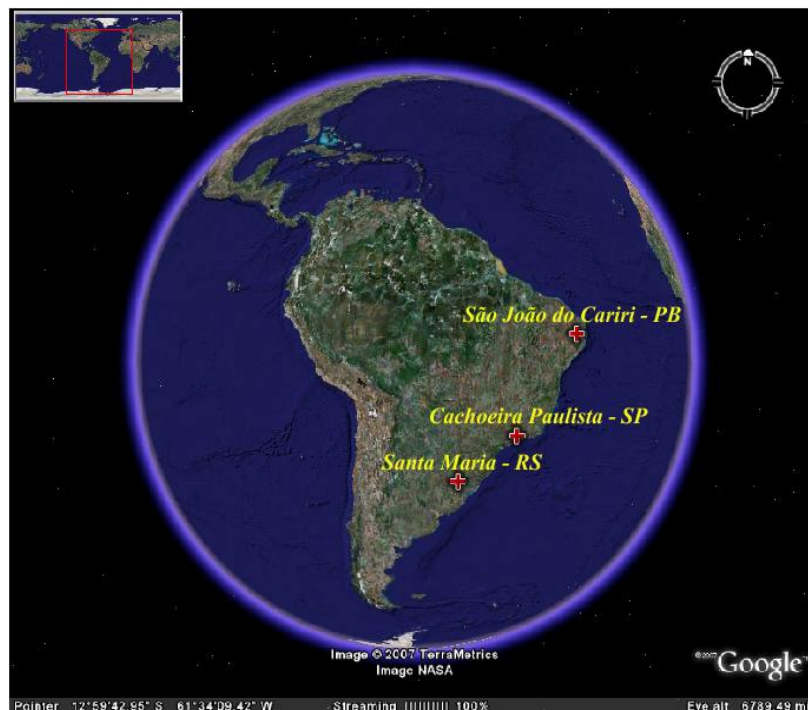 N
São João do Cariri - PB
Cachoeira Paulista - SP
Santa Maria - RS
Image © 2007 TerraMetrics
Image NASA
©2007 Google™
Pointer 12°59'42.95" S 61°34'09.42" W Streaming |||||||||| 100% Eye alt 6789.49 mi